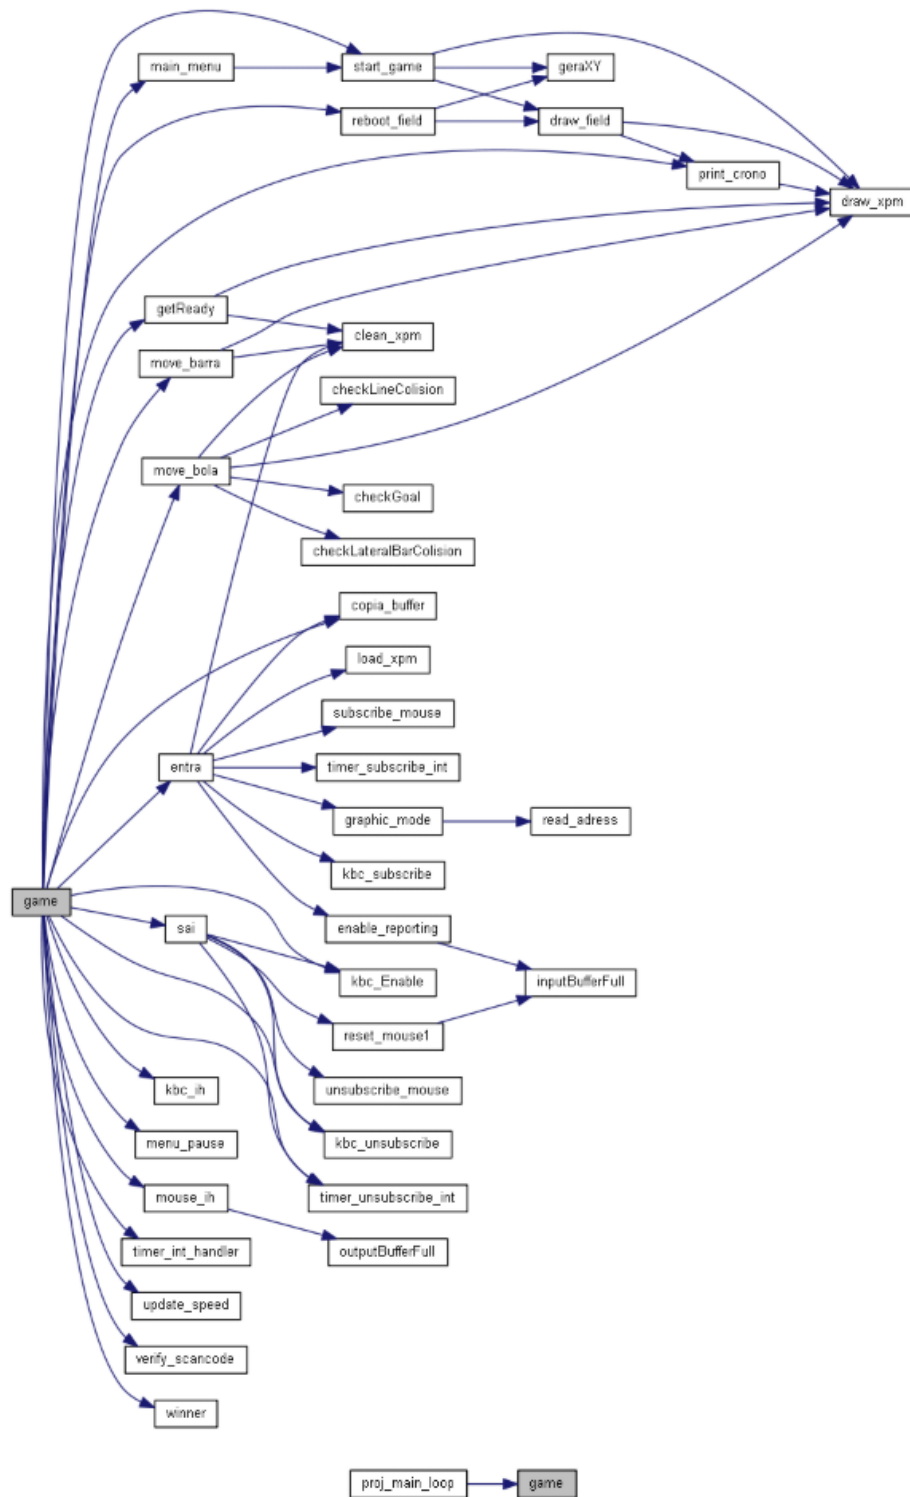 main_menu
start_game
geraXY
reboot_field
draw_field
print_crono
draw_xpm
getReady
clean_xpm
move_barra
checkLineColision
move_bola
checkGoal
checkLateralBarColision
copia_buffer
load_xpm
subscribe_mouse
entra
timer_subscribe_int
graphic_mode
read_adress
kbc_subscribe
game
sai
enable_reporting
kbc_Enable
inputBufferFull
reset_mouse1
kbc_ih
unsubscribe_mouse
menu_pause
kbc_unsubscribe
mouse_ih
timer_unsubscribe_int
timer_int_handler
outputBufferFull
update_speed
verify_scancode
winner
proj_main_loop
game